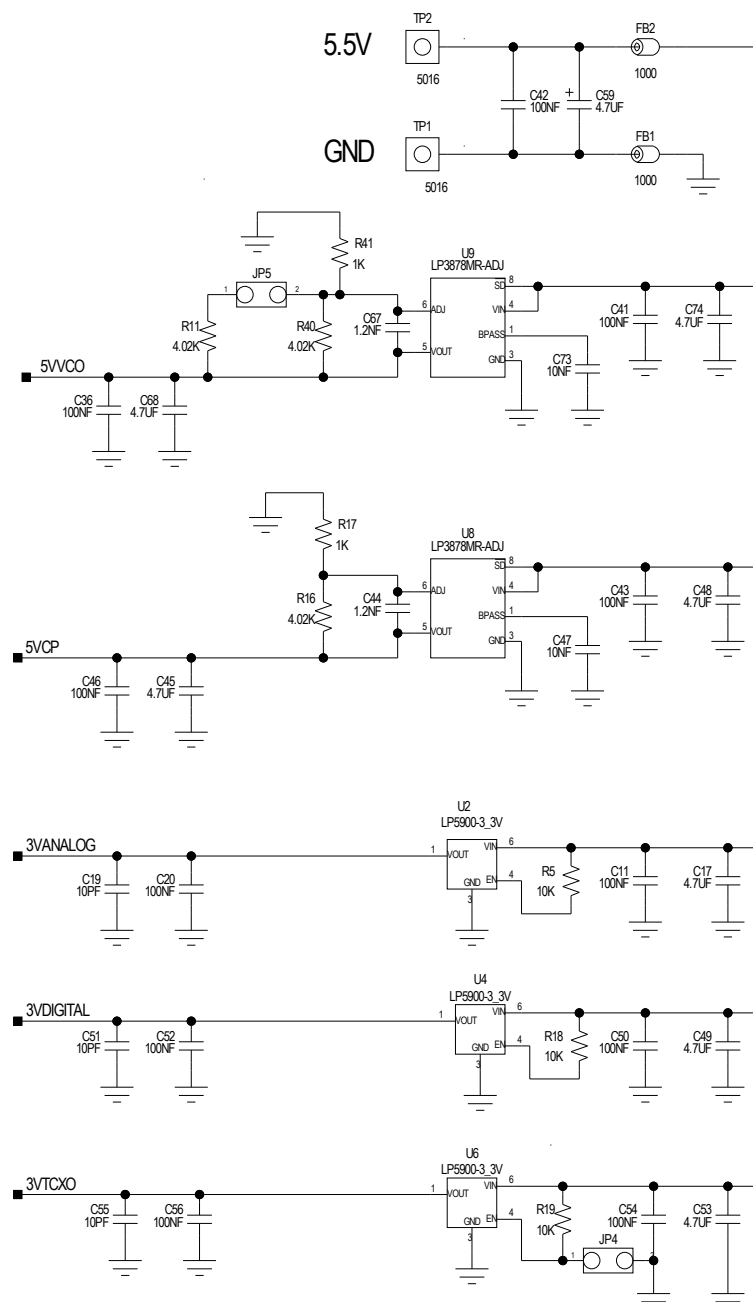 TP2
5.5V
FB2
5016
1000
C42
100NF
+
C59
4.7UF
TP1
GND
FB1
5016
1000
R41
1K
U9
LP3878MR-ADJ
JP5
1
2
SD
8
VIN
4
6
ADJ
BPASS
1
5
VOUT
GND
3
R11
4.02K
R40
4.02K
C67
1.2NF
C41
100NF
C74
4.7UF
C73
10NF
5VVCO
C36
100NF
C68
4.7UF
R17
1K
U8
LP3878MR-ADJ
SD
8
VIN
4
6
ADJ
BPASS
1
5
VOUT
GND
3
R16
4.02K
C44
1.2NF
C43
100NF
C48
4.7UF
C47
10NF
5VCP
C46
100NF
C45
4.7UF
U2
LP5900-3_3V
3VANALOG
1
VOUT
VIN
6
GND
EN
4
3
C19
10PF
C20
100NF
R5
10K
C11
100NF
C17
4.7UF
U4
LP5900-3_3V
3VDIGITAL
1
VOUT
VIN
6
GND
EN
4
3
C51
10PF
C52
100NF
R18
10K
C50
100NF
C49
4.7UF
U6
LP5900-3_3V
3VTCXO
1
VOUT
VIN
6
GND
EN
4
3
C55
10PF
C56
100NF
R19
10K
C54
100NF
C53
4.7UF
JP4
1
2